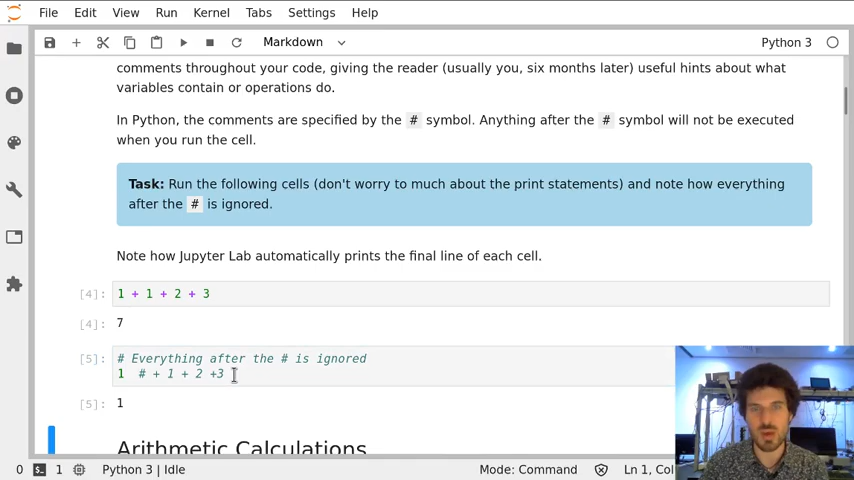 File Edit View Run Kernel Tabs Settings Help
Markdown Python 3
comments throughout your code, giving the reader (usually you, six months later) useful hints about what
variables contain or operations do.
In Python, the comments are specified by the # symbol. Anything after the # symbol will not be executed
when you run the cell.
Task: Run the following cells (don't worry to much about the print statements) and note how everything
after the # is ignored.
Note how Jupyter Lab automatically prints the final line of each cell.
[4]: 1 + 1 + 2 + 3
[4]: 7
[5]: # Everything after the # is ignored
1 # + 1 + 2 +3
[5]: 1
Arithmetic Calculations
0 1 Python 3 | Idle Mode: Command Ln 1, Col